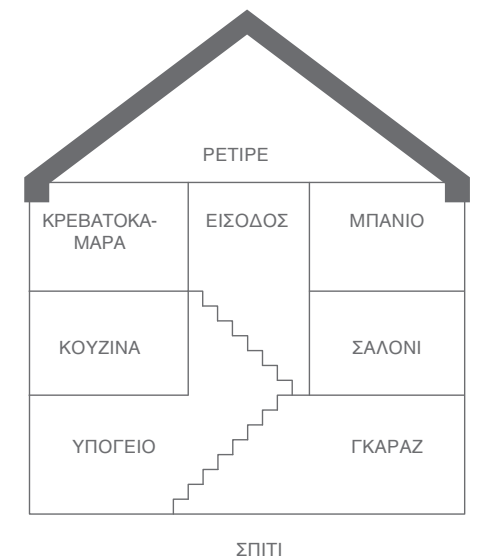 ΡΕΤΙΡΕ
ΚΡΕΒΑΤΟΚΑ-
ΜΑΡΑ
ΕΙΣΟΔΟΣ
ΜΠΑΝΙΟ
ΚΟΥΖΙΝΑ
ΣΑΛΟΝΙ
ΥΠΟΓΕΙΟ
ΓΚΑΡΑΖ
ΣΠΙΤΙ